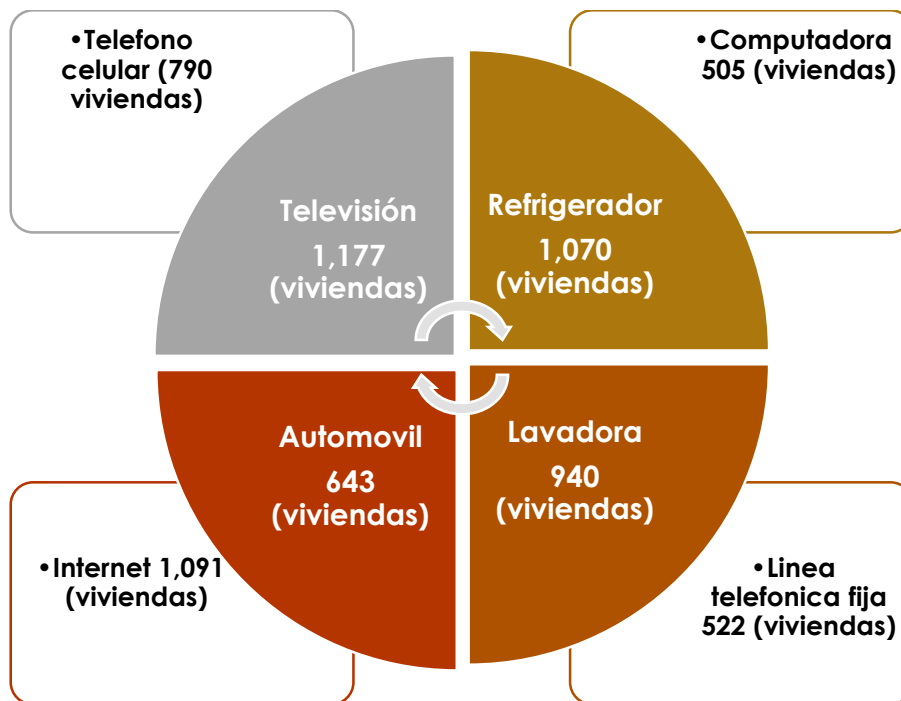 •Telefono
celular (790
viviendas)
•Computadora
505 (viviendas)
Televisión
1,177
(viviendas)
Refrigerador
1,070
(viviendas)
Automovil
643
(viviendas)
Lavadora
940
(viviendas)
•Internet 1,091
(viviendas)
•Linea
telefonica fija
522 (viviendas)